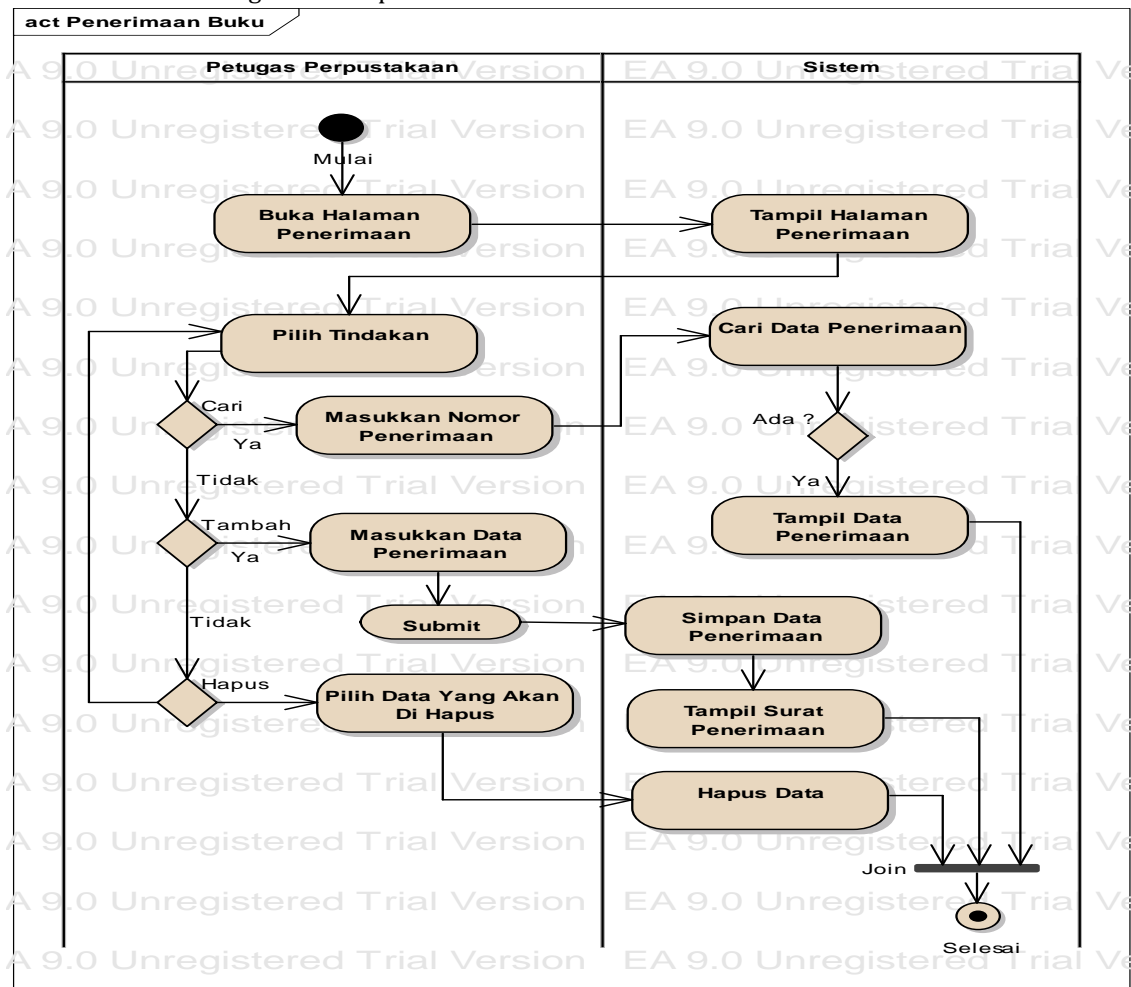 act Penerimaan Buku
Petugas Perpustakaan
Sistem
Mulai
Buka Halaman
Penerimaan
Tampil Halaman
Penerimaan
Pilih Tindakan
Cari Data Penerimaan
Cari
Ya
Masukkan Nomor
Penerimaan
Ada ?
Tidak
Ya
Tampil Data
Penerimaan
Tambah
Ya
Masukkan Data
Penerimaan
Submit
Simpan Data
Penerimaan
Tidak
Hapus
Pilih Data Yang Akan
Di Hapus
Tampil Surat
Penerimaan
Hapus Data
Join
Selesai
EA 9.0 Unregistered Trial Version